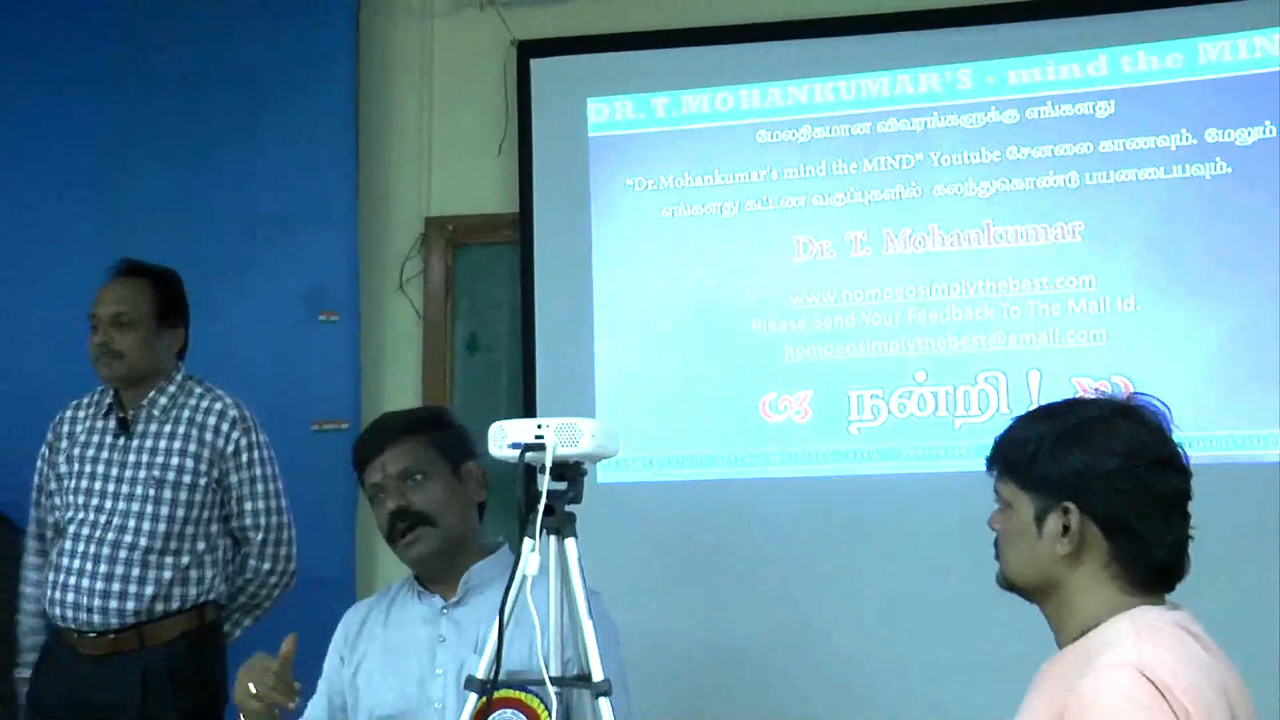 DR. T.MOHANKUMAR'S - mind the MIN
மேலதிகமான விவரங்களுக்கு எங்களது
"Dr.Mohankumar's mind the MIND" Youtube சேனலை காணவும். மேலும்
எங்களது கட்டண வகுப்புகளில் கலந்துகொண்டு பயனடையவும்.
Dr. T. Mohankumar
www.homoeosimplythebest.com
Please Send Your Feedback To The Mail Id.
homoeosimplythebest@gmail.com
நன்றி !